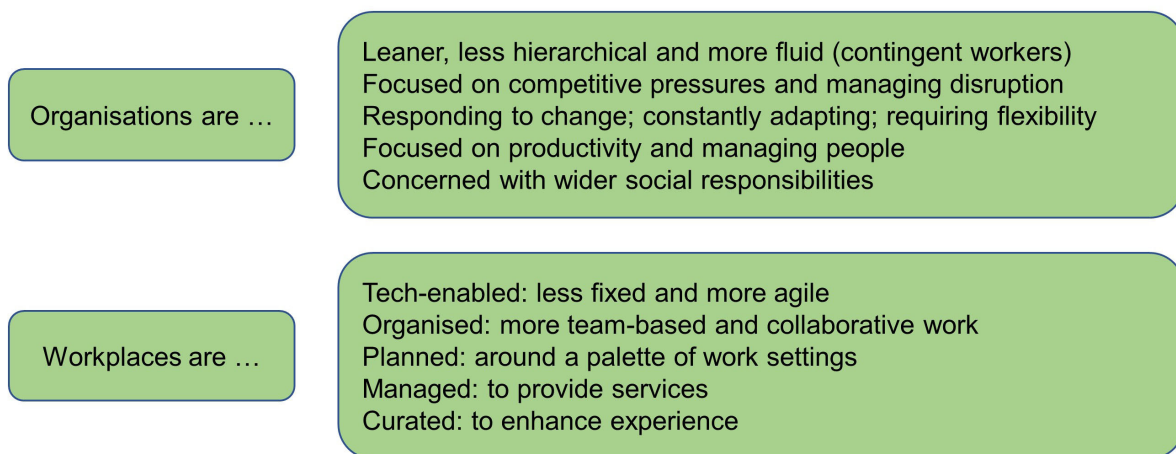 Organisations are …
Leaner, less hierarchical and more fluid (contingent workers)
Focused on competitive pressures and managing disruption
Responding to change; constantly adapting; requiring flexibility
Focused on productivity and managing people
Concerned with wider social responsibilities
Workplaces are …
Tech-enabled: less fixed and more agile
Organised: more team-based and collaborative work
Planned: around a palette of work settings
Managed: to provide services
Curated: to enhance experience